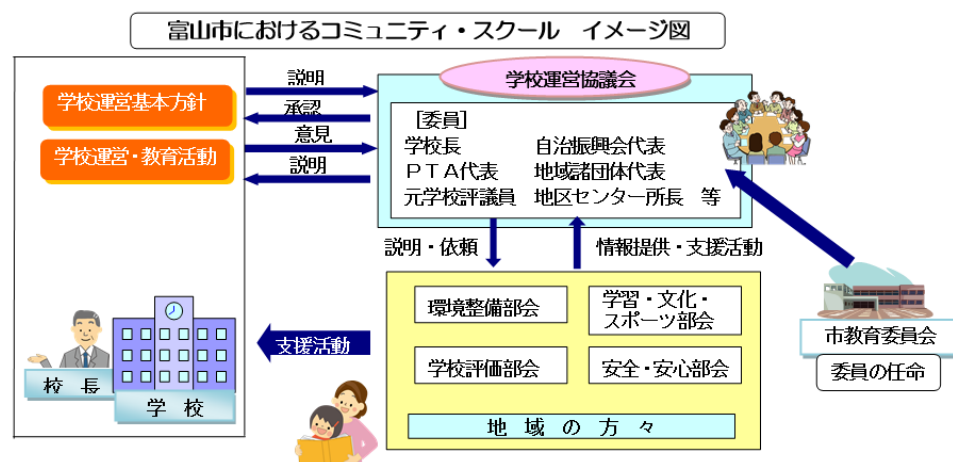 富山市におけるコミュニティ・スクール　イメージ図
学校運営基本方針
学校運営・教育活動
説明
承認
意見
説明
学校運営協議会
［委員］
学校長　自治振興会代表
ＰＴＡ代表　地域諸団体代表
元学校評議員　地区センター所長　等
説明・依頼
情報提供・支援活動
環境整備部会
学習・文化・
スポーツ部会
学校評価部会
安全・安心部会
地　域　の　方　々
支援活動
校　長
学　校
市教育委員会
委員の任命